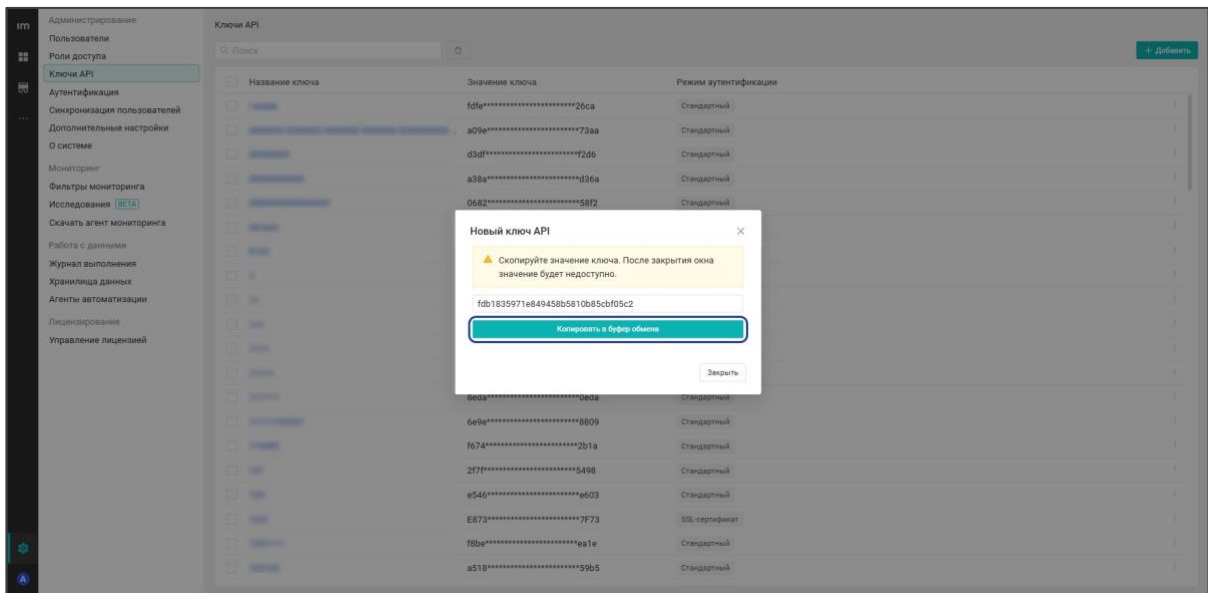 ım
Администрирование
Пользователи
Роли доступа
Ключи API
Аутентификация
Синхронизация пользователей
Дополнительные настройки
О системе
Мониторинг
Фильтры мониторинга
Исследования BETA
Скачать агент мониторинга
Работа с данными
Журнал выполнения
Хранилища данных
Агенты автоматизации
Лицензирование
Управление лицензией
A
Ключи API
Поиск
+ Добавить
Название ключа Значение ключа Режим аутентификации
fdfe************************26ca Стандартный
a09e************************73aa Стандартный
d3df************************f2d6 Стандартный
a38a************************d36a Стандартный
0682************************58f2 Стандартный
Новый ключ API
Скопируйте значение ключа. После закрытия окна
значение будет недоступно.
fdb1835971e849458b5810b85cbf05c2
Копировать в буфер обмена
Закрыть
8eda************************0eda Стандартный
6e9e************************8809 Стандартный
f674************************2b1a Стандартный
2f7f************************5498 Стандартный
e546************************e603 Стандартный
E873************************7F73 SSL-сертификат
f8be************************ea1e Стандартный
a518************************59b5 Стандартный